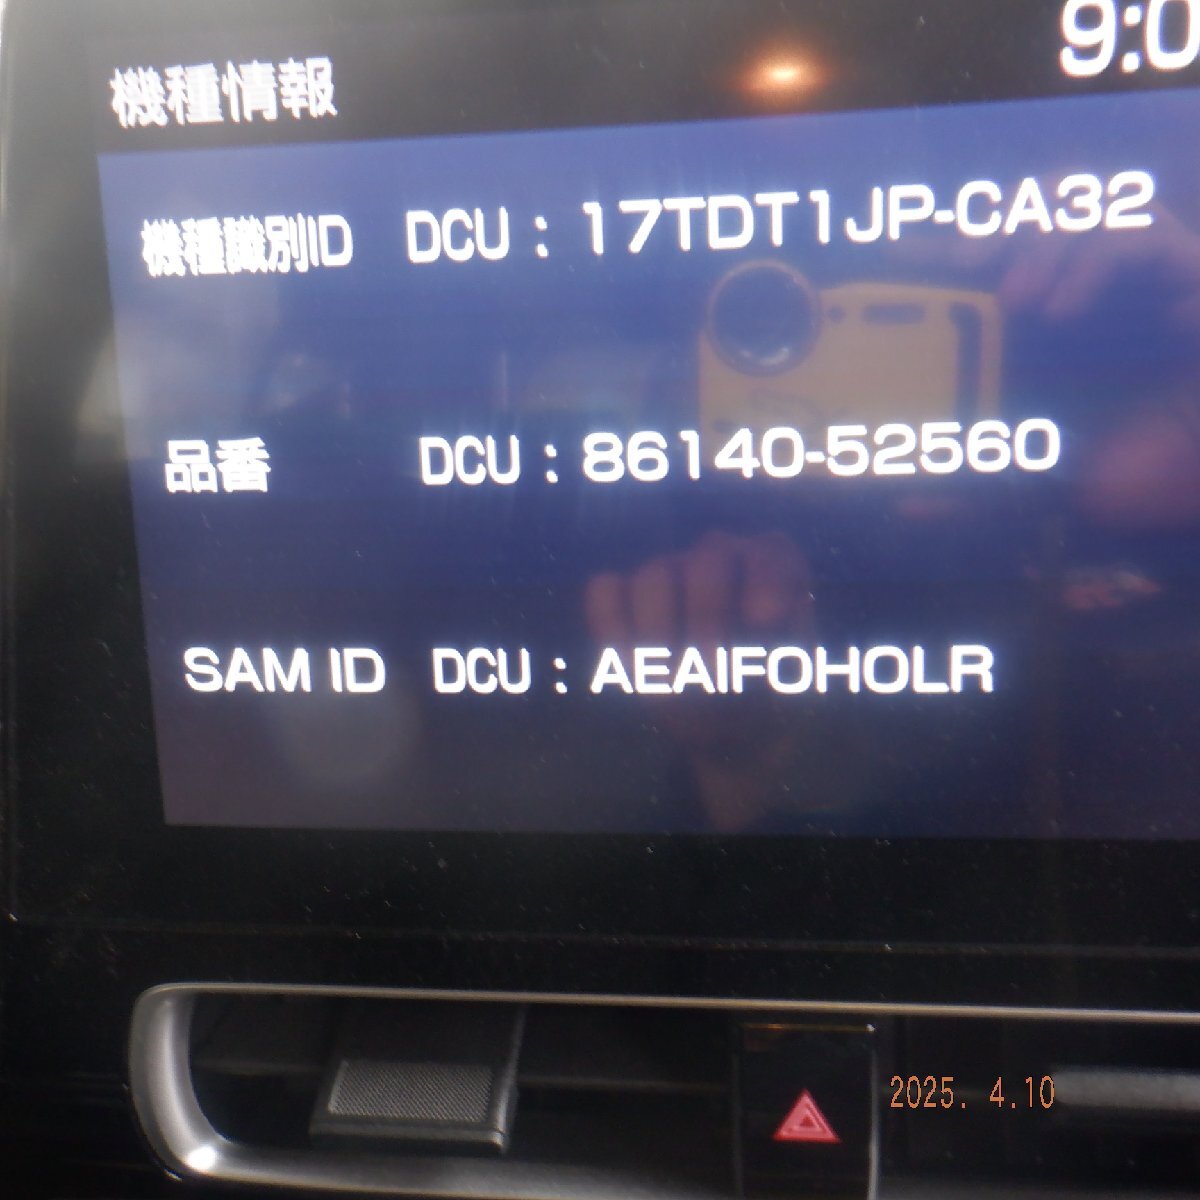 9:0
機種情報
機種識別ID DCU : 17TDT1JP-CA32
品番 DCU : 86140-52560
SAM ID DCU : AEAIFOHOLR
2025. 4.10